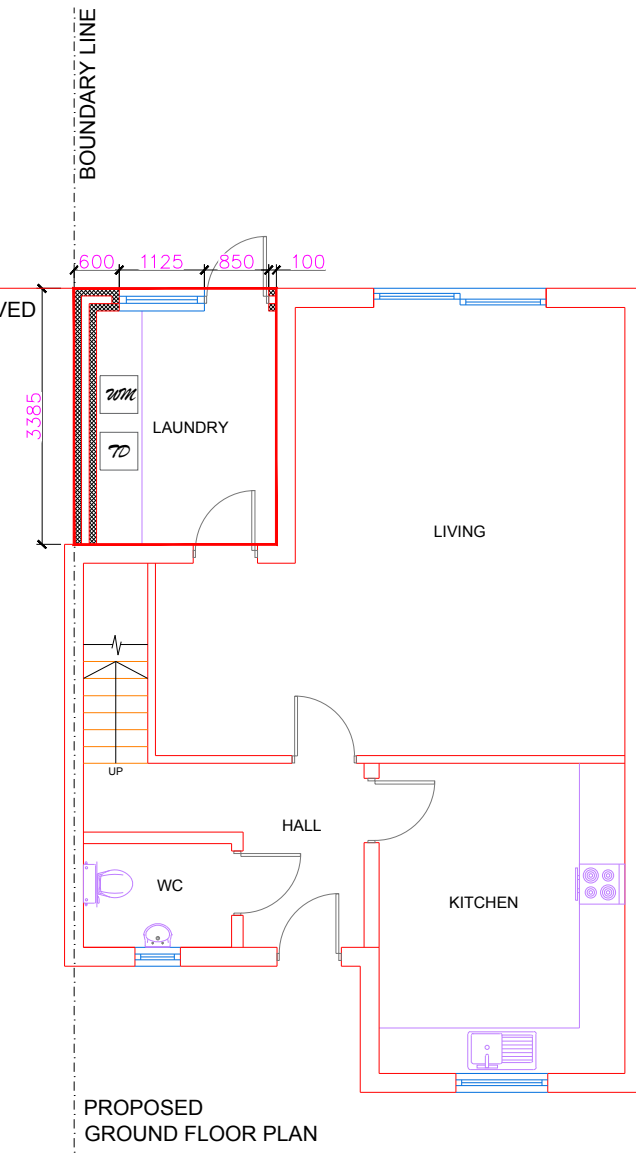 BOUNDARY LINE
600 1125 850 100
VED
3385
WM
TD
LAUNDRY
LIVING
UP
HALL
WC
KITCHEN
PROPOSED
GROUND FLOOR PLAN